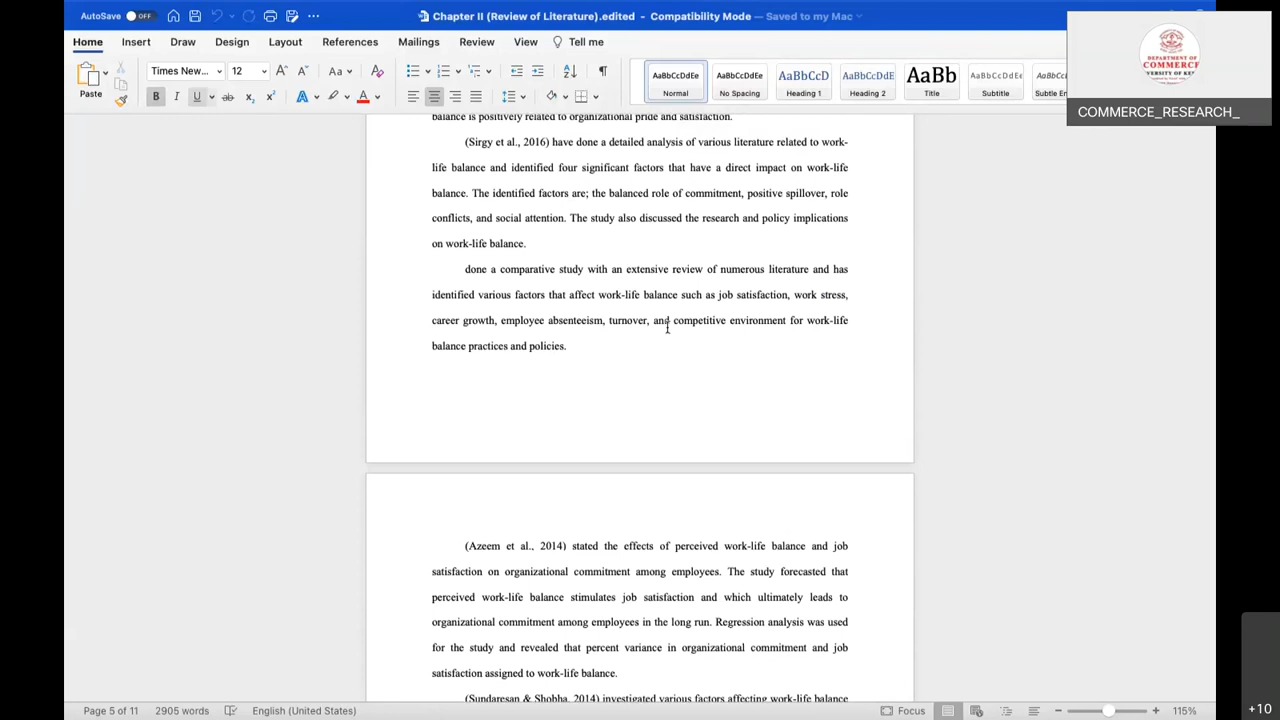 AutoSave OFF Chapter II (Review of Literature).edited - Compatibility Mode — Saved to my Mac
Home Insert Draw Design Layout References Mailings Review View Tell me
Paste Times New... 12 Aa
B I U ab x2 x2 A A
AaBbCcDdEe AaBbCcDdEe AaBbCcD AaBbCcDdE AaBb AaBbCcDdEe AaBbCcDdEe
Normal No Spacing Heading 1 Heading 2 Title Subtitle Subtle Em
DEPARTMENT OF
COMMERCE
COMMERCE_RESEARCH_
balance is positively related to organizational pride and satisfaction.
(Sirgy et al., 2016) have done a detailed analysis of various literature related to work-
life balance and identified four significant factors that have a direct impact on work-life
balance. The identified factors are; the balanced role of commitment, positive spillover, role
conflicts, and social attention. The study also discussed the research and policy implications
on work-life balance.
done a comparative study with an extensive review of numerous literature and has
identified various factors that affect work-life balance such as job satisfaction, work stress,
career growth, employee absenteeism, turnover, and competitive environment for work-life
balance practices and policies.
(Azeem et al., 2014) stated the effects of perceived work-life balance and job
satisfaction on organizational commitment among employees. The study forecasted that
perceived work-life balance stimulates job satisfaction and which ultimately leads to
organizational commitment among employees in the long run. Regression analysis was used
for the study and revealed that percent variance in organizational commitment and job
satisfaction assigned to work-life balance.
(Sundaresan & Shobha, 2014) investigated various factors affecting work-life balance
Page 5 of 11 2905 words English (United States) Focus 115%
+10